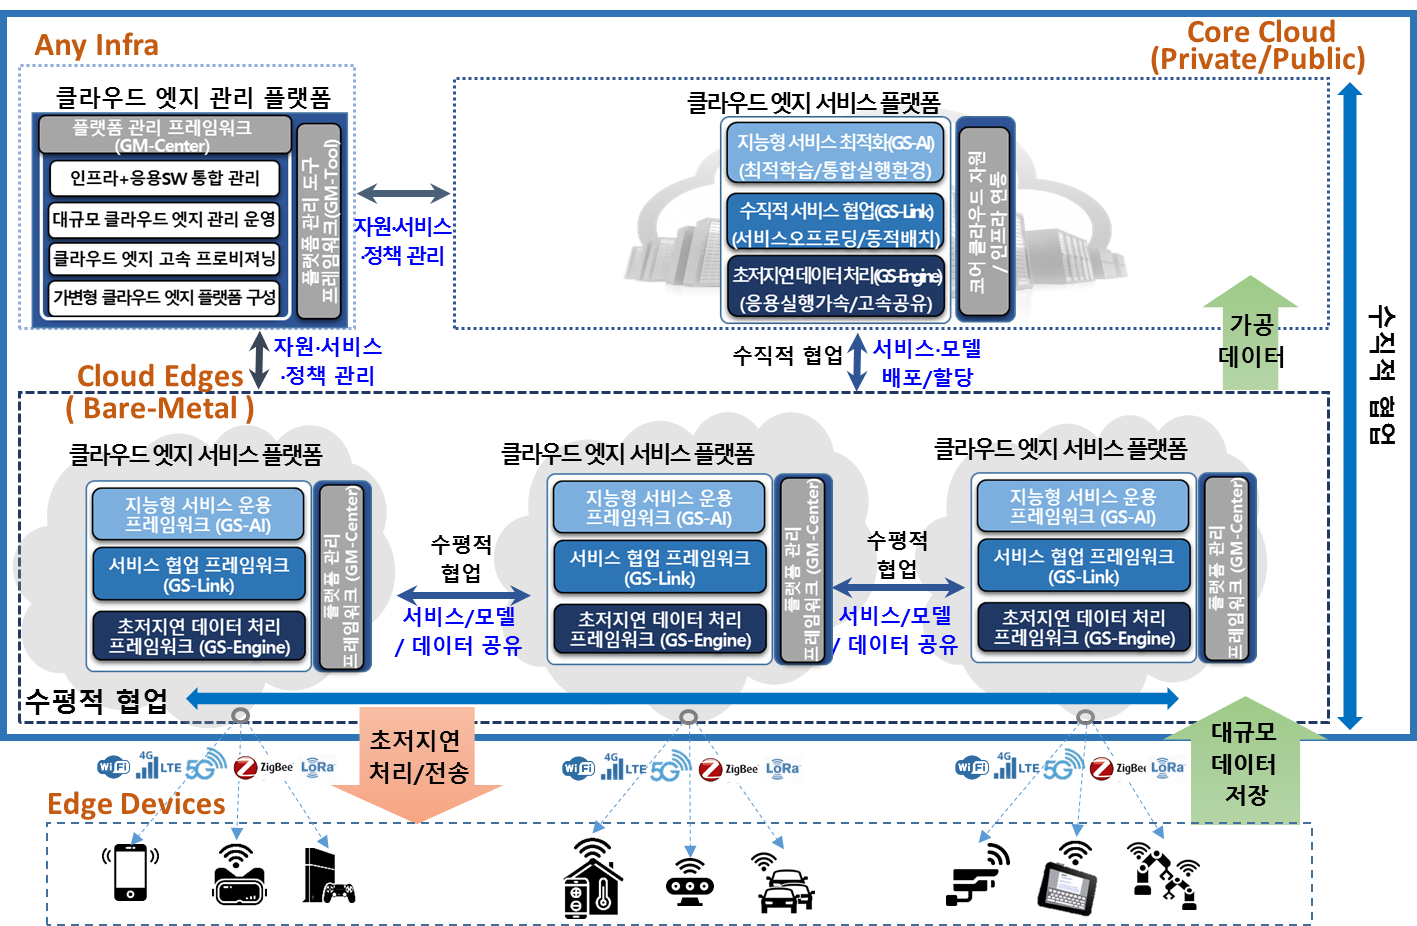 Any Infra
Core Cloud
(Private/Public)
클라우드 엣지 관리 플랫폼
플랫폼 관리 프레임워크
(GM-Center)
인프라+응용SW 통합 관리
대규모 클라우드 엣지 관리 운영
클라우드 엣지 고속 프로비져닝
가변형 클라우드 엣지 플랫폼 구성
플랫폼 관리 도구
프레임워크(GM-Tool)
자원·서비스
·정책 관리
클라우드 엣지 서비스 플랫폼
지능형 서비스 최적화(GS-AI)
(최적학습/통합실행환경)
수직적 서비스 협업(GS-Link)
(서비스오프로딩/동적배치)
초저지연 데이터 처리(GS-Engine)
(응용실행가속/고속공유)
코어 클라우드 자원
/ 인프라 연동
가공
데이터
수직적 협업
자원·서비스
·정책 관리
수직적 협업
서비스·모델
배포/할당
Cloud Edges
( Bare-Metal )
클라우드 엣지 서비스 플랫폼
지능형 서비스 운용
프레임워크 (GS-AI)
서비스 협업 프레임워크
(GS-Link)
초저지연 데이터 처리
프레임워크 (GS-Engine)
플랫폼 관리
프레임워크 (GM-Center)
수평적
협업
서비스/모델
/ 데이터 공유
클라우드 엣지 서비스 플랫폼
지능형 서비스 운용
프레임워크 (GS-AI)
서비스 협업 프레임워크
(GS-Link)
초저지연 데이터 처리
프레임워크 (GS-Engine)
플랫폼 관리
프레임워크 (GM-Center)
수평적
협업
서비스/모델
/ 데이터 공유
클라우드 엣지 서비스 플랫폼
지능형 서비스 운용
프레임워크 (GS-AI)
서비스 협업 프레임워크
(GS-Link)
초저지연 데이터 처리
프레임워크 (GS-Engine)
플랫폼 관리
프레임워크 (GM-Center)
수평적 협업
초저지연
처리/전송
대규모
데이터
저장
WiFi 4G LTE 5G ZigBee LoRa
WiFi 4G LTE 5G ZigBee LoRa
WiFi 4G LTE 5G ZigBee LoRa
Edge Devices